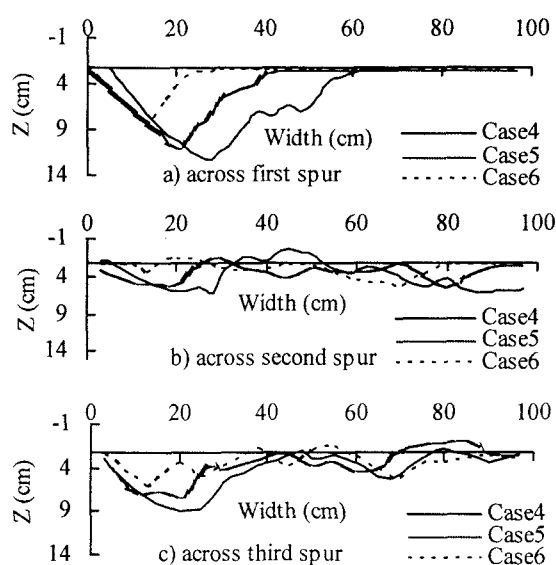 0 20 40 60 80 100
-1
4
9
14
Z (cm)
Width (cm)
Case4
Case5
Case6
a) across first spur
0 20 40 60 80 100
-1
4
9
14
Z (cm)
Width (cm)
Case4
Case5
Case6
b) across second spur
0 20 40 60 80 100
-1
4
9
14
Z (cm)
Width (cm)
Case4
Case5
Case6
c) across third spur